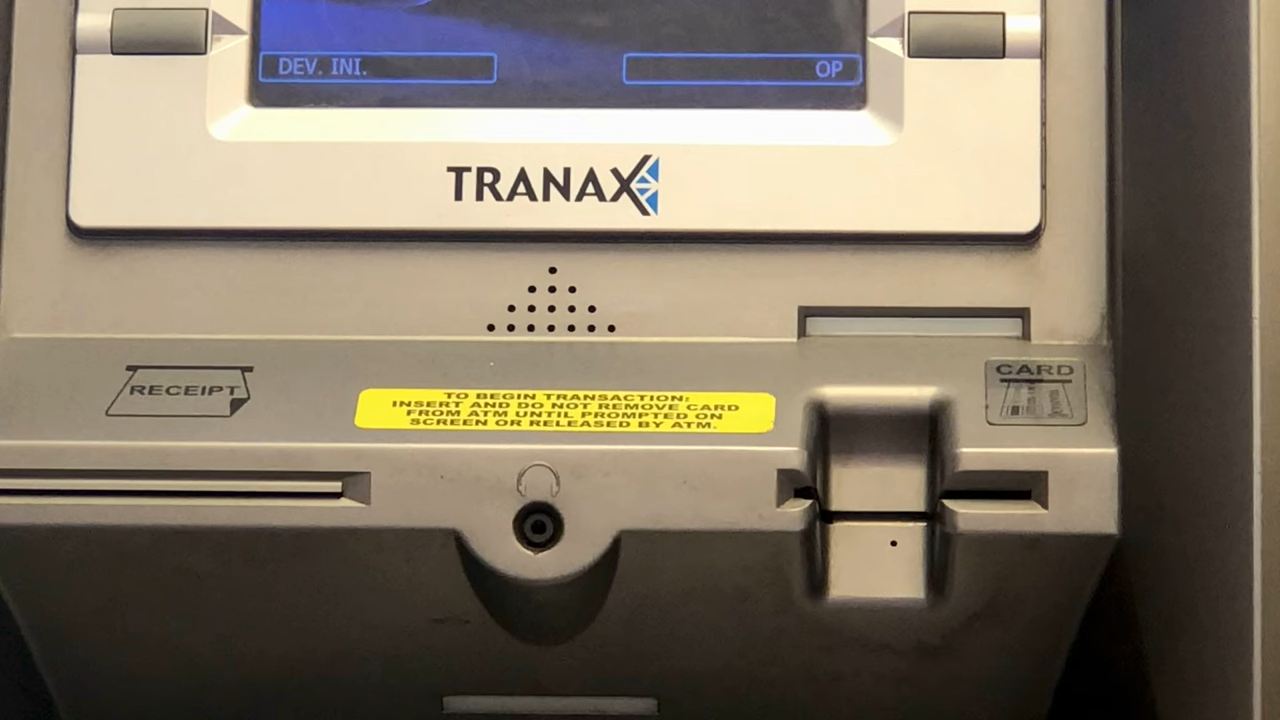 DEV. INI.
OP
TRANAX
RECEIPT
TO BEGIN TRANSACTION:
INSERT AND DO NOT REMOVE CARD
FROM ATM UNTIL PROMPTED ON
SCREEN OR RELEASED BY ATM.
CARD